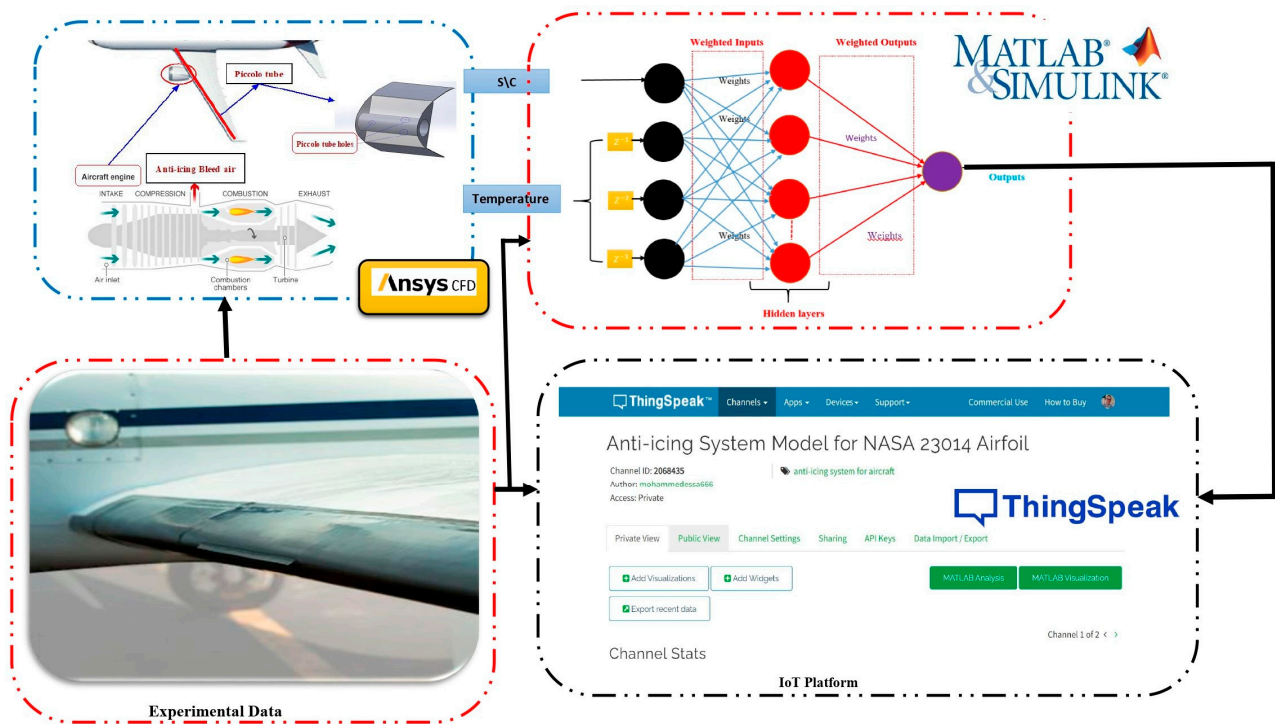 Piccolo tube
Piccolo tube holes
Aircraft engine
Anti-icing Bleed air
INTAKE COMPRESSION COMBUSTION EXHAUST
Air inlet
Combustion
chambers
Turbine
Ansys CFD
S\C
Temperature
Z⁻¹
Z⁻²
Z⁻³
Weighted Inputs
Weighted Outputs
Weights
Weights
Weights
Weights
Weights
Hidden layers
Outputs
MATLAB®
&SIMULINK®
Experimental Data
ThingSpeak™ Channels Apps Devices Support Commercial Use How to Buy
Anti-icing System Model for NASA 23014 Airfoil
Channel ID: 2068435
Author: mohammedessa666
Access: Private
anti-icing system for aircraft
ThingSpeak
Private View Public View Channel Settings Sharing API Keys Data Import / Export
Add Visualizations Add Widgets
MATLAB Analysis MATLAB Visualization
Export recent data
Channel 1 of 2 < >
Channel Stats
IoT Platform